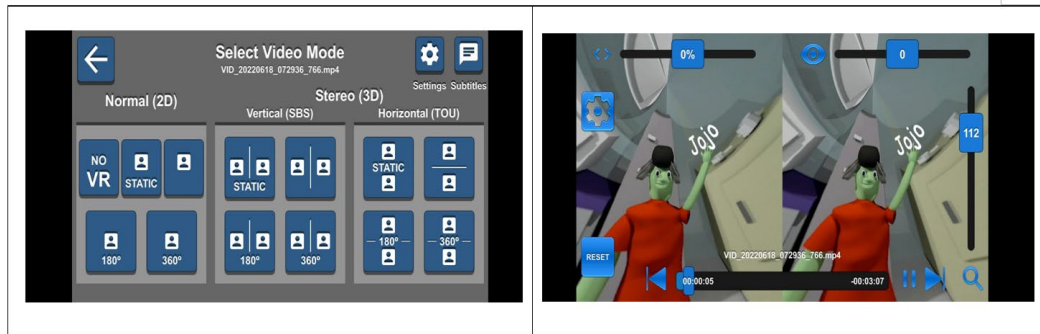 Select Video Mode
VID_20220618_072936_766.mp4
Settings Subtitles
Normal (2D)
Stereo (3D)
Vertical (SBS)
Horizontal (TOU)
NO VR
STATIC
STATIC
STATIC
180º
360º
180º
360º
180º
360º
0%
0
112
Jojo
Jojo
RESET
VID_20220618_072936_766.mp4
00:00:05
-00:03:07